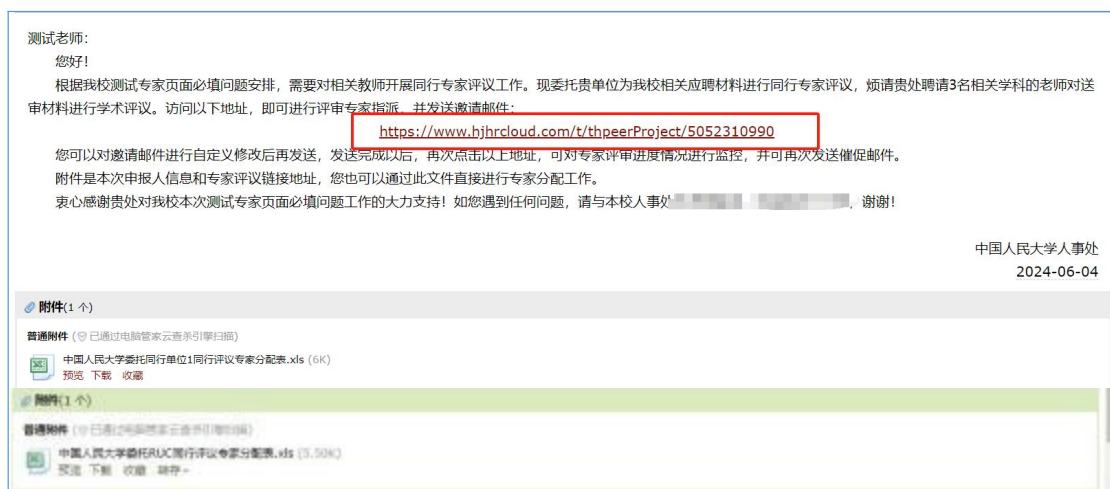 测试老师：
您好！
根据我校测试专家页面必填问题安排，需要对相关教师开展同行专家评议工作。现委托贵单位为我校相关应聘材料进行同行专家评议，烦请贵处聘请3名相关学科的老师对送
审材料进行学术评议。访问以下地址，即可进行评审专家指派，并发送邀请邮件：
https://www.hjhrcloud.com/t/thpeerProject/5052310990
您可以对邀请邮件进行自定义修改后再发送，发送完成以后，再次点击以上地址，可对专家评审进度情况进行监控，并可再次发送催促邮件。
附件是本次申报人信息和专家评议链接地址，您也可以通过此文件直接进行专家分配工作。
衷心感谢贵处对我校本次测试专家页面必填问题工作的大力支持！如您遇到任何问题，请与本校人事处 ，谢谢！
中国人民大学人事处
2024-06-04
附件(1 个)
普通附件 (已通过电脑管家云查杀引擎扫描)
中国人民大学委托同行单位1同行评议专家分配表.xls (6K)
预览 下载 收藏
附件(1 个)
普通附件 (已通过电脑管家云查杀引擎扫描)
中国人民大学委托RUC同行评议专家分配表.xls (5.50K)
预览 下载 收藏 转存